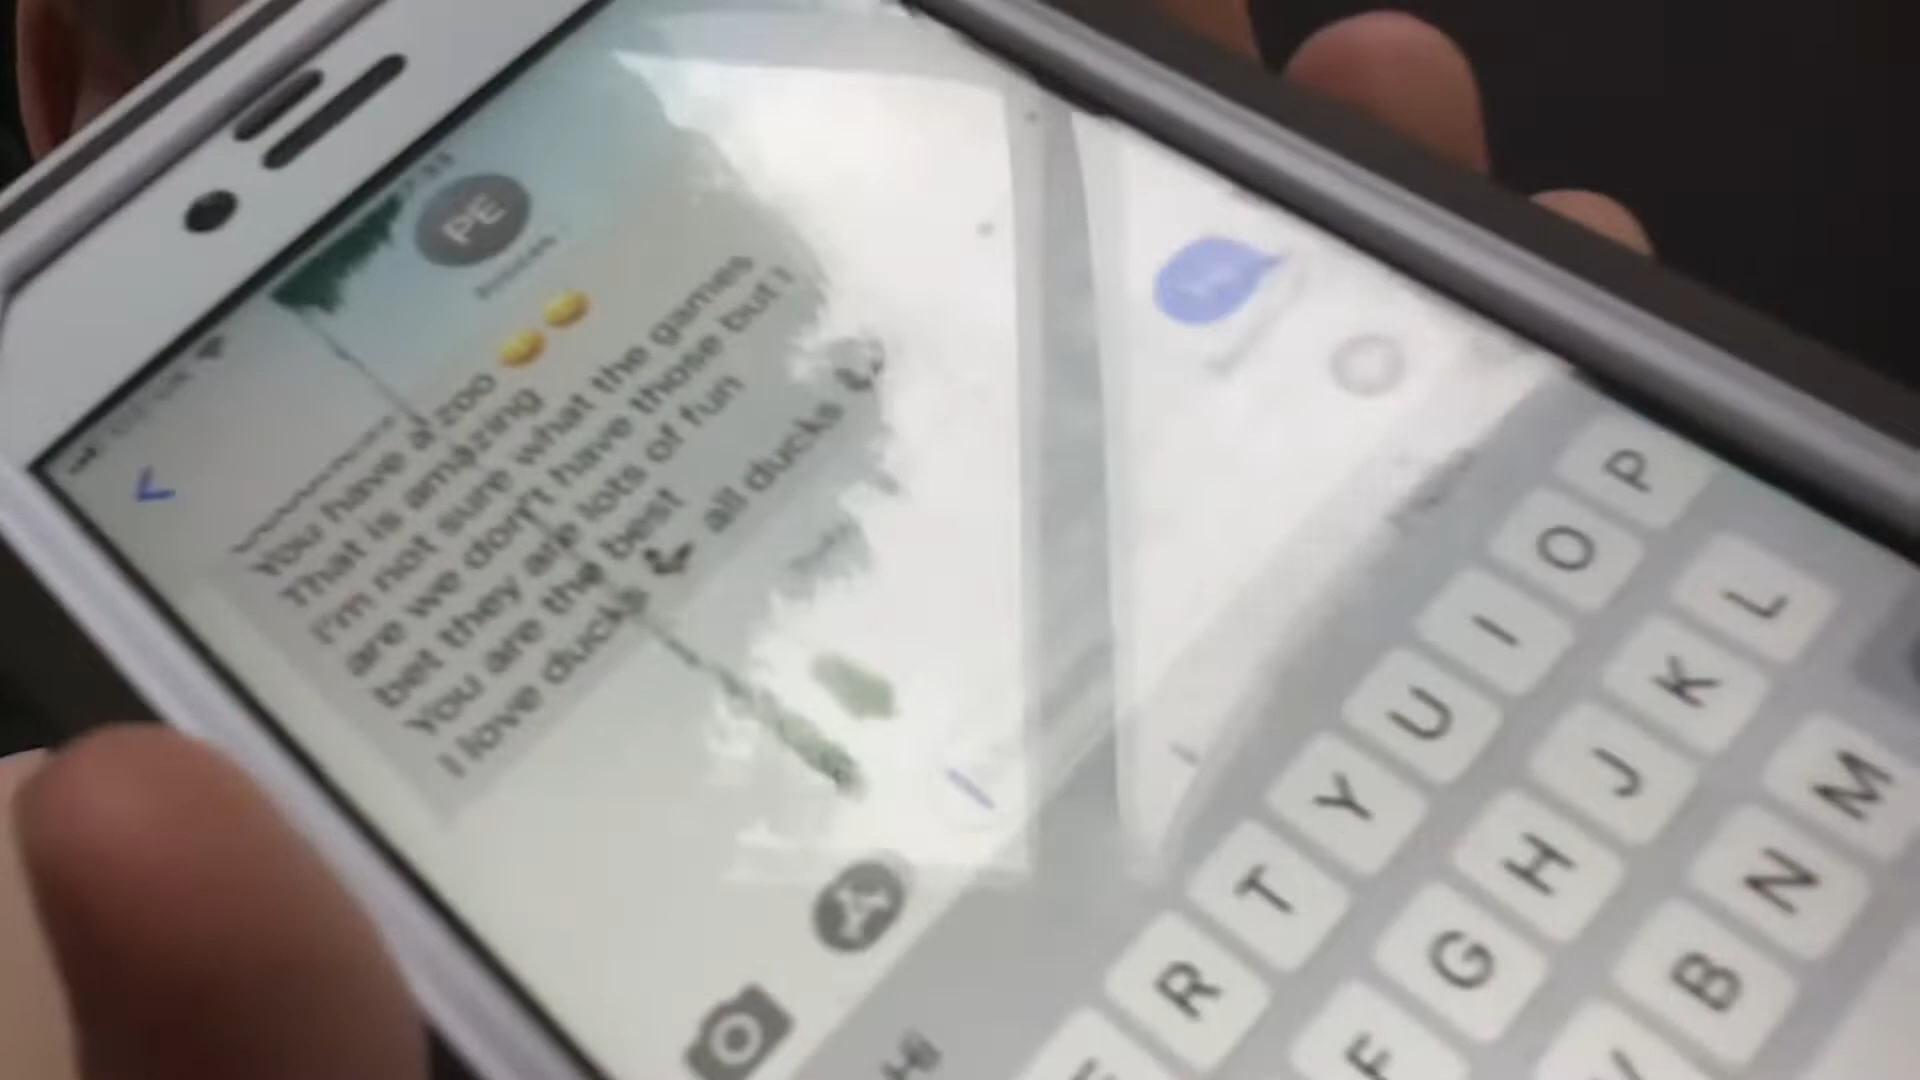 PE
You have a zoo 😂😂
That is amazing
I'm not sure what the games
are we don't have those but I
bet they are lots of fun
You are the best
I love ducks 🦆 all ducks 🦆
Hi
R T Y U I O P
F G H J K L
V B N M